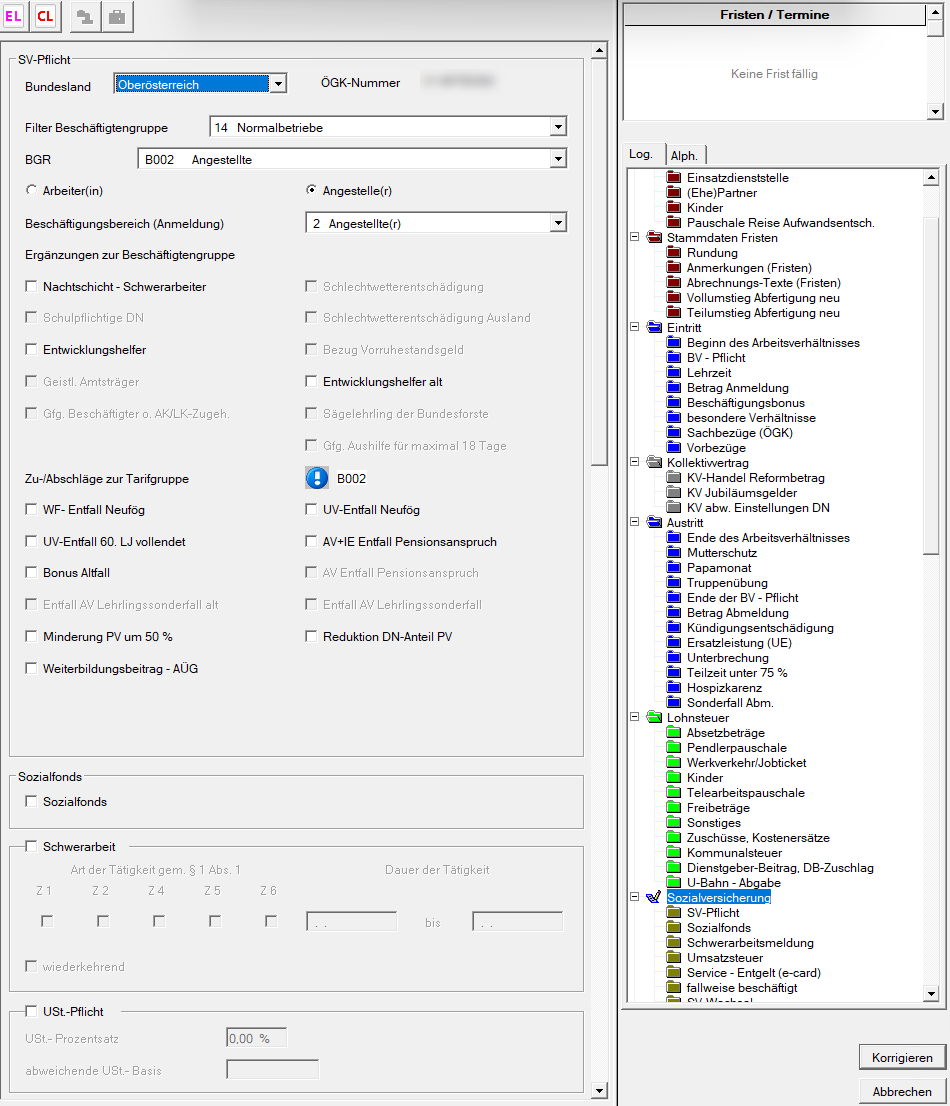 EL CL
SV-Pflicht
Bundesland Oberösterreich ÖGK-Nummer
Filter Beschäftigtengruppe 14 Normalbetriebe
BGR B002 Angestellte
Arbeiter(in) Angestelle(r)
Beschäftigungsbereich (Anmeldung) 2 Angestellte(r)
Ergänzungen zur Beschäftigtengruppe
Nachtschicht - Schwerarbeiter Schlechtwetterentschädigung
Schulpflichtige DN Schlechtwetterentschädigung Ausland
Entwicklungshelfer Bezug Vorruhestandsgeld
Geistl. Amtsträger Entwicklungshelfer alt
Gfg. Beschäftigter o. AK/LK-Zugeh. Sägelehrling der Bundesforste
Gfg. Aushilfe für maximal 18 Tage
Zu-/Abschläge zur Tarifgruppe B002
WF- Entfall Neufög UV-Entfall Neufög
UV-Entfall 60. LJ vollendet AV+IE Entfall Pensionsanspruch
Bonus Altfall AV Entfall Pensionsanspruch
Entfall AV Lehrlingssonderfall alt Entfall AV Lehrlingssonderfall
Minderung PV um 50 % Reduktion DN-Anteil PV
Weiterbildungsbeitrag - AÜG
Sozialfonds
Sozialfonds
Schwerarbeit
Art der Tätigkeit gem. § 1 Abs. 1 Dauer der Tätigkeit
Z 1 Z 2 Z 4 Z 5 Z 6
. . bis . .
wiederkehrend
USt.-Pflicht
USt.- Prozentsatz 0,00 %
abweichende USt.- Basis
Fristen / Termine
Keine Frist fällig
Log. Alph.
Einsatzdienststelle
(Ehe)Partner
Kinder
Pauschale Reise Aufwandsentsch.
Stammdaten Fristen
Rundung
Anmerkungen (Fristen)
Abrechnungs-Texte (Fristen)
Vollumstieg Abfertigung neu
Teilumstieg Abfertigung neu
Eintritt
Beginn des Arbeitsverhältnisses
BV - Pflicht
Lehrzeit
Betrag Anmeldung
Beschäftigungsbonus
besondere Verhältnisse
Sachbezüge (ÖGK)
Vorbezüge
Kollektivvertrag
KV-Handel Reformbetrag
KV Jubiläumsgelder
KV abw. Einstellungen DN
Austritt
Ende des Arbeitsverhältnisses
Mutterschutz
Papamonat
Truppenübung
Ende der BV - Pflicht
Betrag Abmeldung
Kündigungsentschädigung
Ersatzleistung (UE)
Unterbrechung
Teilzeit unter 75 %
Hospizkarenz
Sonderfall Abm.
Lohnsteuer
Absetzbeträge
Pendlerpauschale
Werkverkehr/Jobticket
Kinder
Telearbeitspauschale
Freibeträge
Sonstiges
Zuschüsse, Kostenersätze
Kommunalsteuer
Dienstgeber-Beitrag, DB-Zuschlag
U-Bahn - Abgabe
Sozialversicherung
SV-Pflicht
Sozialfonds
Schwerarbeitsmeldung
Umsatzsteuer
Service - Entgelt (e-card)
fallweise beschäftigt
SV-Wechsel
Korrigieren
Abbrechen